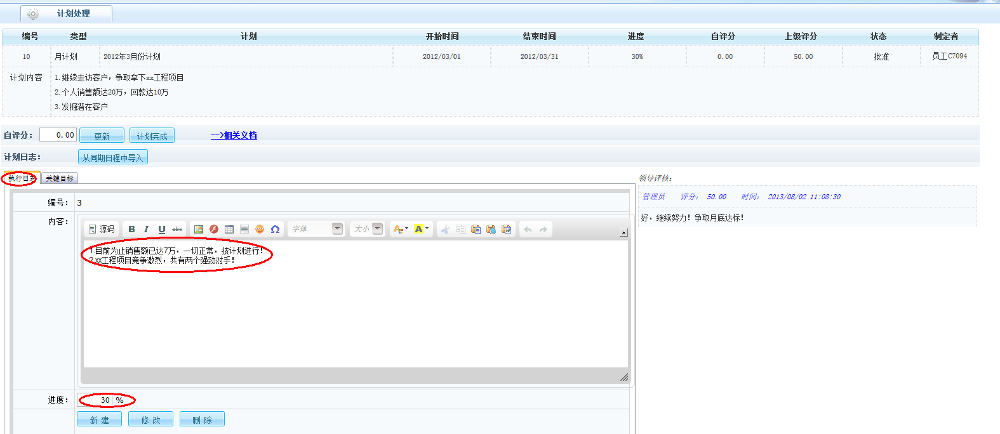 计划处理
编号 类型 计划 开始时间 结束时间 进度 自评分 上级评分 状态 制定者
10 月计划 2012年3月份计划 2012/03/01 2012/03/31 30% 0.00 50.00 批准 员工C7094
计划内容 1.继续走访客户，争取拿下xx工程项目
2.个人销售额达20万，回款达10万
3.发掘潜在客户
自评分： 0.00 更新 计划完成 -->相关文档
计划日志： 从同期日程中导入
执行日志 关键目标
编号： 3
内容：
源码 B I U abc Ω 字体 大小 A A
1.目前为止销售额已达7万，一切正常，按计划进行！
2.xx工程项目竞争激烈，共有两个强劲对手！
进度： 30 %
新 建 修 改 删 除
领导评核：
管理员 评分： 50.00 时间： 2013/08/02 11:08:30
好，继续努力！争取月底达标！